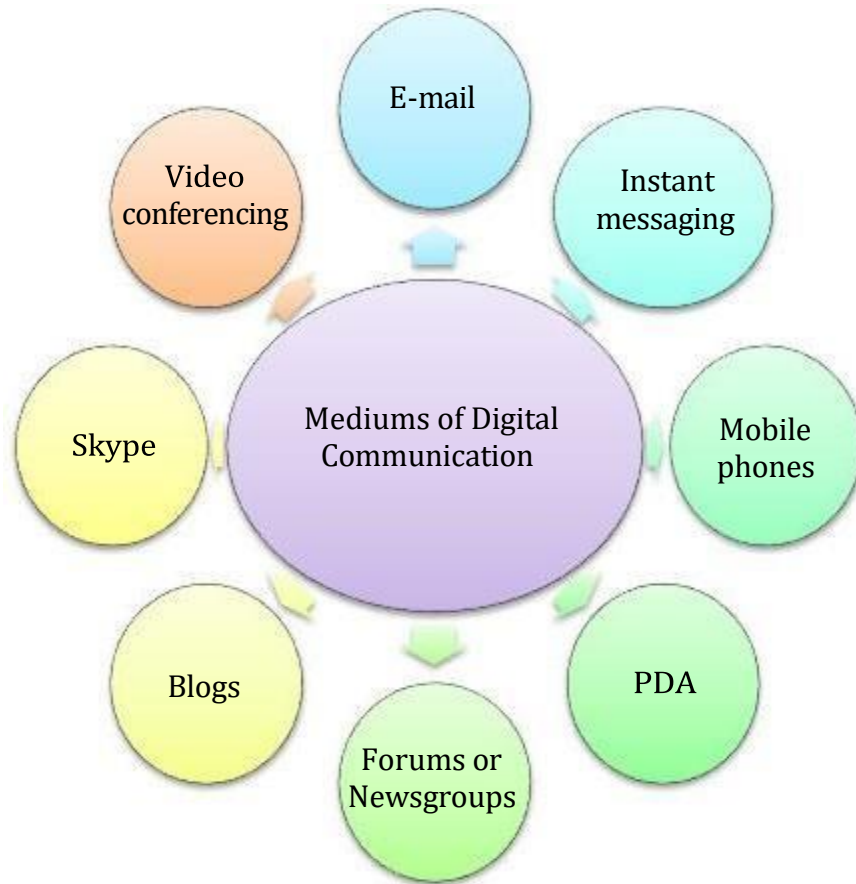 E-mail
Instant
messaging
Mobile
phones
PDA
Forums or
Newsgroups
Blogs
Skype
Video
conferencing
Mediums of Digital
Communication